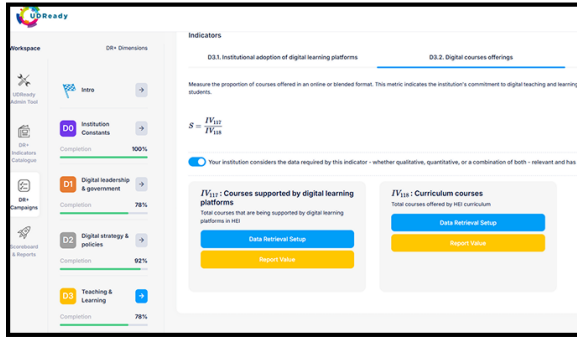 UDReady
Workspace
DR+ Dimensions
UDReady
Admin Tool
DR+
Indicators
Catalogue
DR+
Campaigns
Scoreboard
& Reports
Intro
D0
Institution
Constants
Completion
100%
D1
Digital leadership
& government
Completion
78%
D2
Digital strategy &
policies
Completion
92%
D3
Teaching &
Learning
Completion
78%
Indicators
D3.1. Institutional adoption of digital learning platforms
D3.2. Digital courses offerings
Measure the proportion of courses offered in an online or blended format. This metric indicates the institution's commitment to digital teaching and learning
students.
S = IV117 / IV118
Your institution considers the data required by this indicator - whether qualitative, quantitative, or a combination of both - relevant and has
IV117 : Courses supported by digital learning
platforms
Total courses that are being supported by digital learning
platforms in HEI
Data Retrieval Setup
Report Value
IV118 : Curriculum courses
Total courses offered by HEI curriculum
Data Retrieval Setup
Report Value